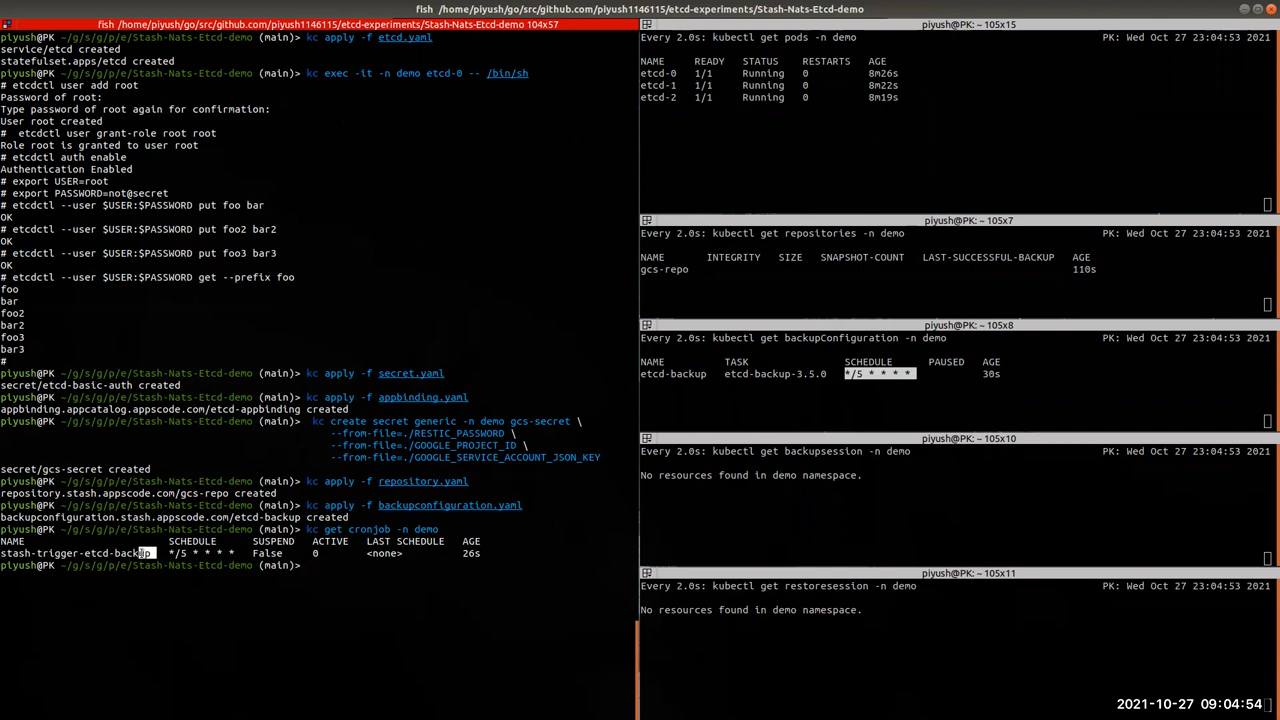 fish /home/piyush/go/src/github.com/piyush1146115/etcd-experiments/Stash-Nats-Etcd-demo
fish /home/piyush/go/src/github.com/piyush1146115/etcd-experiments/Stash-Nats-Etcd-demo 104x57
piyush@PK ~/g/s/g/p/e/Stash-Nats-Etcd-demo (main)> kc apply -f etcd.yaml
service/etcd created
statefulset.apps/etcd created
piyush@PK ~/g/s/g/p/e/Stash-Nats-Etcd-demo (main)> kc exec -it -n demo etcd-0 -- /bin/sh
# etcdctl user add root
Password of root:
Type password of root again for confirmation:
User root created
#  etcdctl user grant-role root root
Role root is granted to user root
# etcdctl auth enable
Authentication Enabled
# export USER=root
# export PASSWORD=not@secret
# etcdctl --user $USER:$PASSWORD put foo bar
OK
# etcdctl --user $USER:$PASSWORD put foo2 bar2
OK
# etcdctl --user $USER:$PASSWORD put foo3 bar3
OK
# etcdctl --user $USER:$PASSWORD get --prefix foo
foo
bar
foo2
bar2
foo3
bar3
#
piyush@PK ~/g/s/g/p/e/Stash-Nats-Etcd-demo (main)> kc apply -f secret.yaml
secret/etcd-basic-auth created
piyush@PK ~/g/s/g/p/e/Stash-Nats-Etcd-demo (main)> kc apply -f appbinding.yaml
appbinding.appcatalog.appscode.com/etcd-appbinding created
piyush@PK ~/g/s/g/p/e/Stash-Nats-Etcd-demo (main)>  kc create secret generic -n demo gcs-secret \
--from-file=./RESTIC_PASSWORD \
--from-file=./GOOGLE_PROJECT_ID \
--from-file=./GOOGLE_SERVICE_ACCOUNT_JSON_KEY
secret/gcs-secret created
piyush@PK ~/g/s/g/p/e/Stash-Nats-Etcd-demo (main)> kc apply -f repository.yaml
repository.stash.appscode.com/gcs-repo created
piyush@PK ~/g/s/g/p/e/Stash-Nats-Etcd-demo (main)> kc apply -f backupconfiguration.yaml
backupconfiguration.stash.appscode.com/etcd-backup created
piyush@PK ~/g/s/g/p/e/Stash-Nats-Etcd-demo (main)> kc get cronjob -n demo
NAME SCHEDULE SUSPEND ACTIVE LAST SCHEDULE AGE
stash-trigger-etcd-backup */5 * * * * False 0 <none> 26s
piyush@PK ~/g/s/g/p/e/Stash-Nats-Etcd-demo (main)>
piyush@PK: ~ 105x15
Every 2.0s: kubectl get pods -n demo PK: Wed Oct 27 23:04:53 2021
NAME READY STATUS RESTARTS AGE
etcd-0 1/1 Running 0 8m26s
etcd-1 1/1 Running 0 8m22s
etcd-2 1/1 Running 0 8m19s
piyush@PK: ~ 105x7
Every 2.0s: kubectl get repositories -n demo PK: Wed Oct 27 23:04:53 2021
NAME INTEGRITY SIZE SNAPSHOT-COUNT LAST-SUCCESSFUL-BACKUP AGE
gcs-repo 110s
piyush@PK: ~ 105x8
Every 2.0s: kubectl get backupConfiguration -n demo PK: Wed Oct 27 23:04:53 2021
NAME TASK SCHEDULE PAUSED AGE
etcd-backup etcd-backup-3.5.0 */5 * * * * 30s
piyush@PK: ~ 105x10
Every 2.0s: kubectl get backupsession -n demo PK: Wed Oct 27 23:04:53 2021
No resources found in demo namespace.
piyush@PK: ~ 105x11
Every 2.0s: kubectl get restoresession -n demo PK: Wed Oct 27 23:04:53 2021
No resources found in demo namespace.
2021-10-27 09:04:54